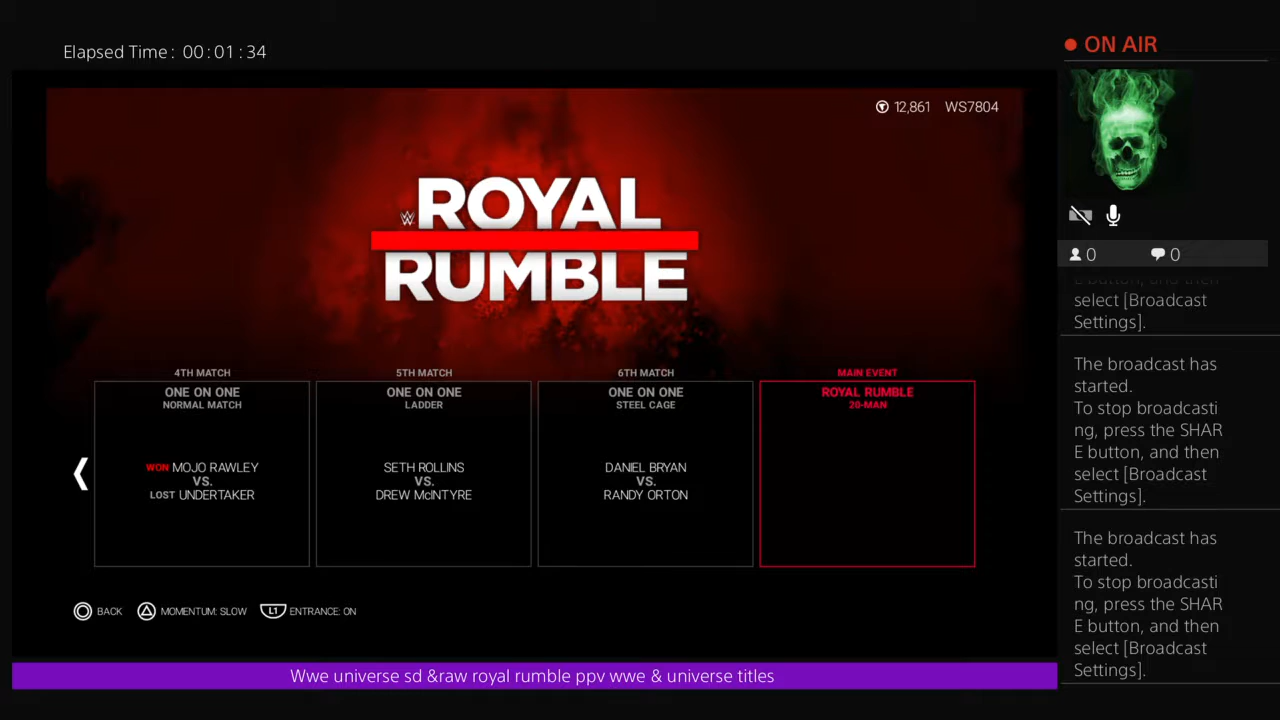 Elapsed Time: 00:01:34
ON AIR
12,861 WS7804
W ROYAL
RUMBLE
0 0
E button, and then
select [Broadcast
Settings].
The broadcast has
started.
To stop broadcasti
ng, press the SHAR
E button, and then
select [Broadcast
Settings].
The broadcast has
started.
To stop broadcasti
ng, press the SHAR
E button, and then
select [Broadcast
Settings].
4TH MATCH
ONE ON ONE
NORMAL MATCH
WON MOJO RAWLEY
VS.
LOST UNDERTAKER
5TH MATCH
ONE ON ONE
LADDER
SETH ROLLINS
VS.
DREW McINTYRE
6TH MATCH
ONE ON ONE
STEEL CAGE
DANIEL BRYAN
VS.
RANDY ORTON
MAIN EVENT
ROYAL RUMBLE
20-MAN
BACK MOMENTUM: SLOW L1 ENTRANCE: ON
Wwe universe sd &raw royal rumble ppv wwe & universe titles